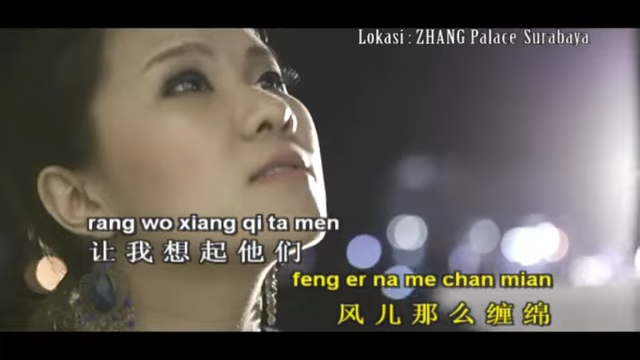 Lokasi : ZHANG Palace Surabaya
rang wo xiang qi ta men
让我想起他们
feng er na me chan mian
风儿那么缠绵